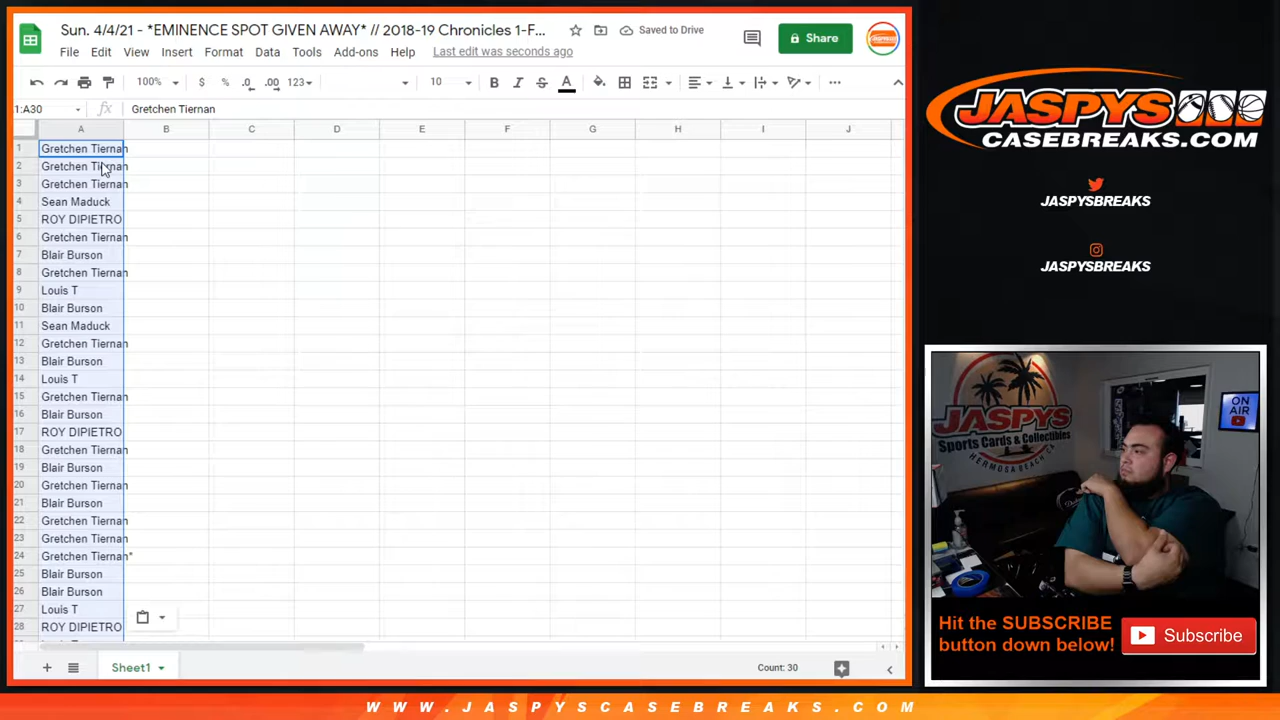 Sun. 4/4/21 - *EMINENCE SPOT GIVEN AWAY* // 2018-19 Chronicles 1-F...
Saved to Drive
File Edit View Insert Format Data Tools Add-ons Help Last edit was seconds ago
Share
100% $ % .0 .00 123 10 B I S A
1:A30 fx Gretchen Tiernan
A B C D E F G H I J
1 Gretchen Tiernan
2 Gretchen Tiernan
3 Gretchen Tiernan
4 Sean Maduck
5 ROY DIPIETRO
6 Gretchen Tiernan
7 Blair Burson
8 Gretchen Tiernan
9 Louis T
10 Blair Burson
11 Sean Maduck
12 Gretchen Tiernan
13 Blair Burson
14 Louis T
15 Gretchen Tiernan
16 Blair Burson
17 ROY DIPIETRO
18 Gretchen Tiernan
19 Blair Burson
20 Gretchen Tiernan
21 Blair Burson
22 Gretchen Tiernan
23 Gretchen Tiernan
24 Gretchen Tiernan*
25 Blair Burson
26 Blair Burson
27 Louis T
28 ROY DIPIETRO
Sheet1
Count: 30
JASPYS
CASEBREAKS.COM
JASPYSBREAKS
JASPYSBREAKS
JASPYS
Sports Cards & Collectibles
HERMOSA BEACH CA
ON
AIR
Hit the SUBSCRIBE
button down below!
Subscribe
WWW.JASPYSCASEBREAKS.COM